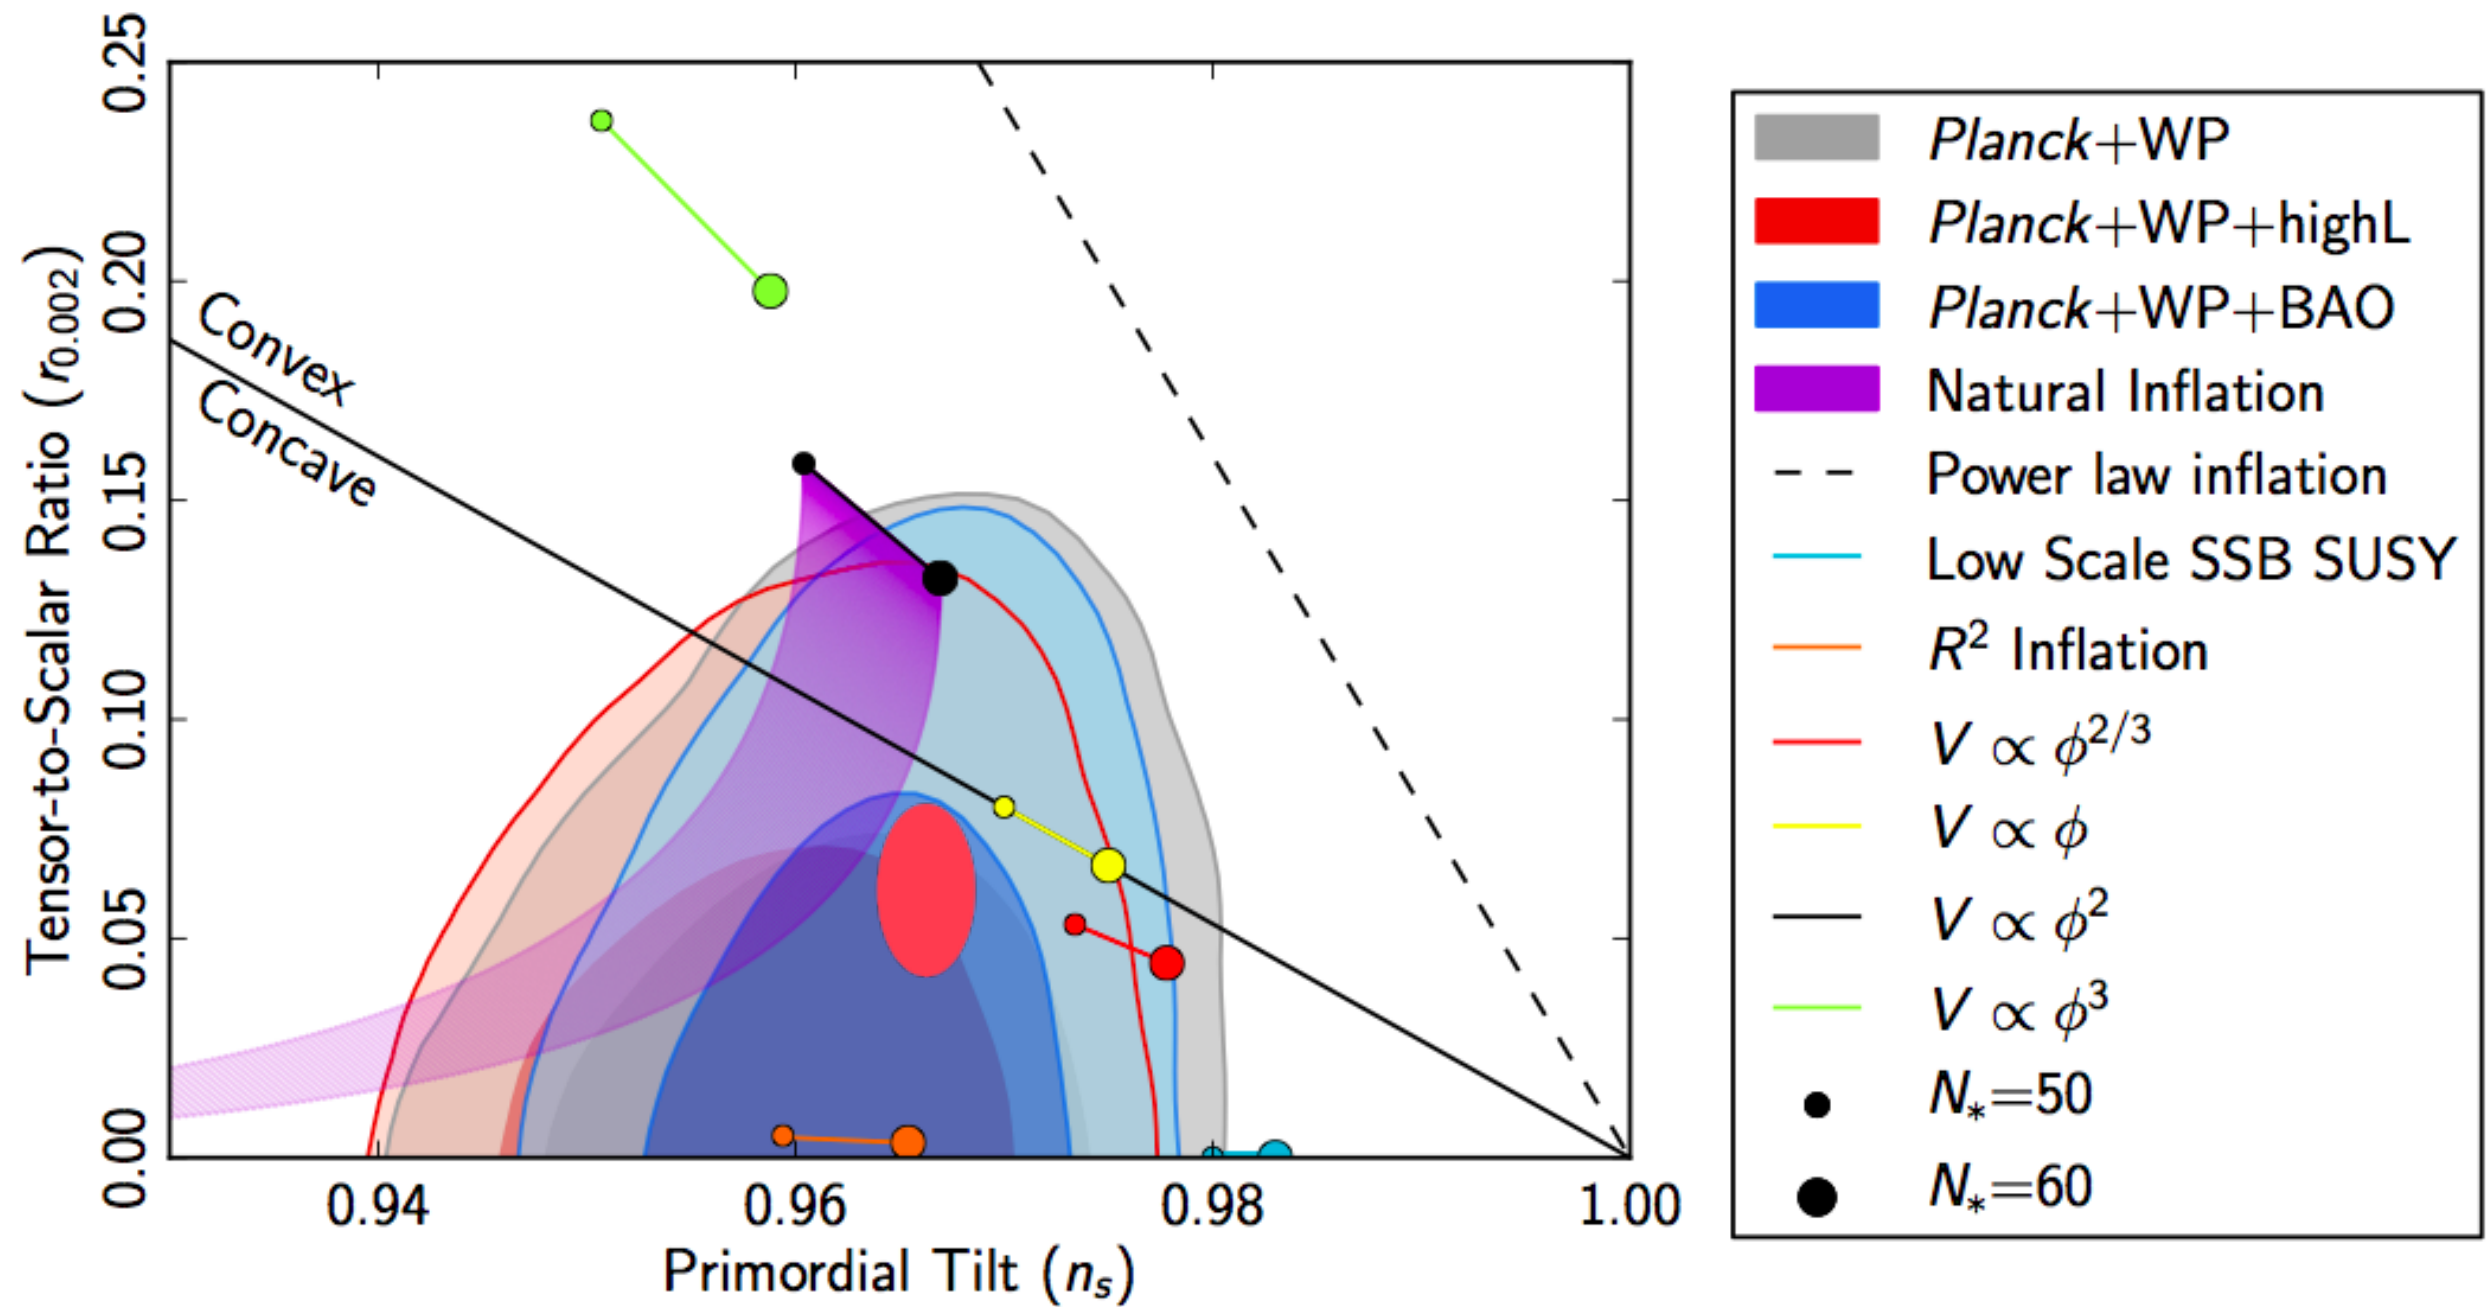 Tensor-to-Scalar Ratio (r0.002)
0.25
0.20
0.15
0.10
0.05
0.00
Convex
Concave
0.94 0.96 0.98 1.00
Primordial Tilt (ns)
Planck+WP
Planck+WP+highL
Planck+WP+BAO
Natural Inflation
Power law inflation
Low Scale SSB SUSY
R² Inflation
V ∝ ϕ^2/3
V ∝ ϕ
V ∝ ϕ²
V ∝ ϕ³
N*=50
N*=60